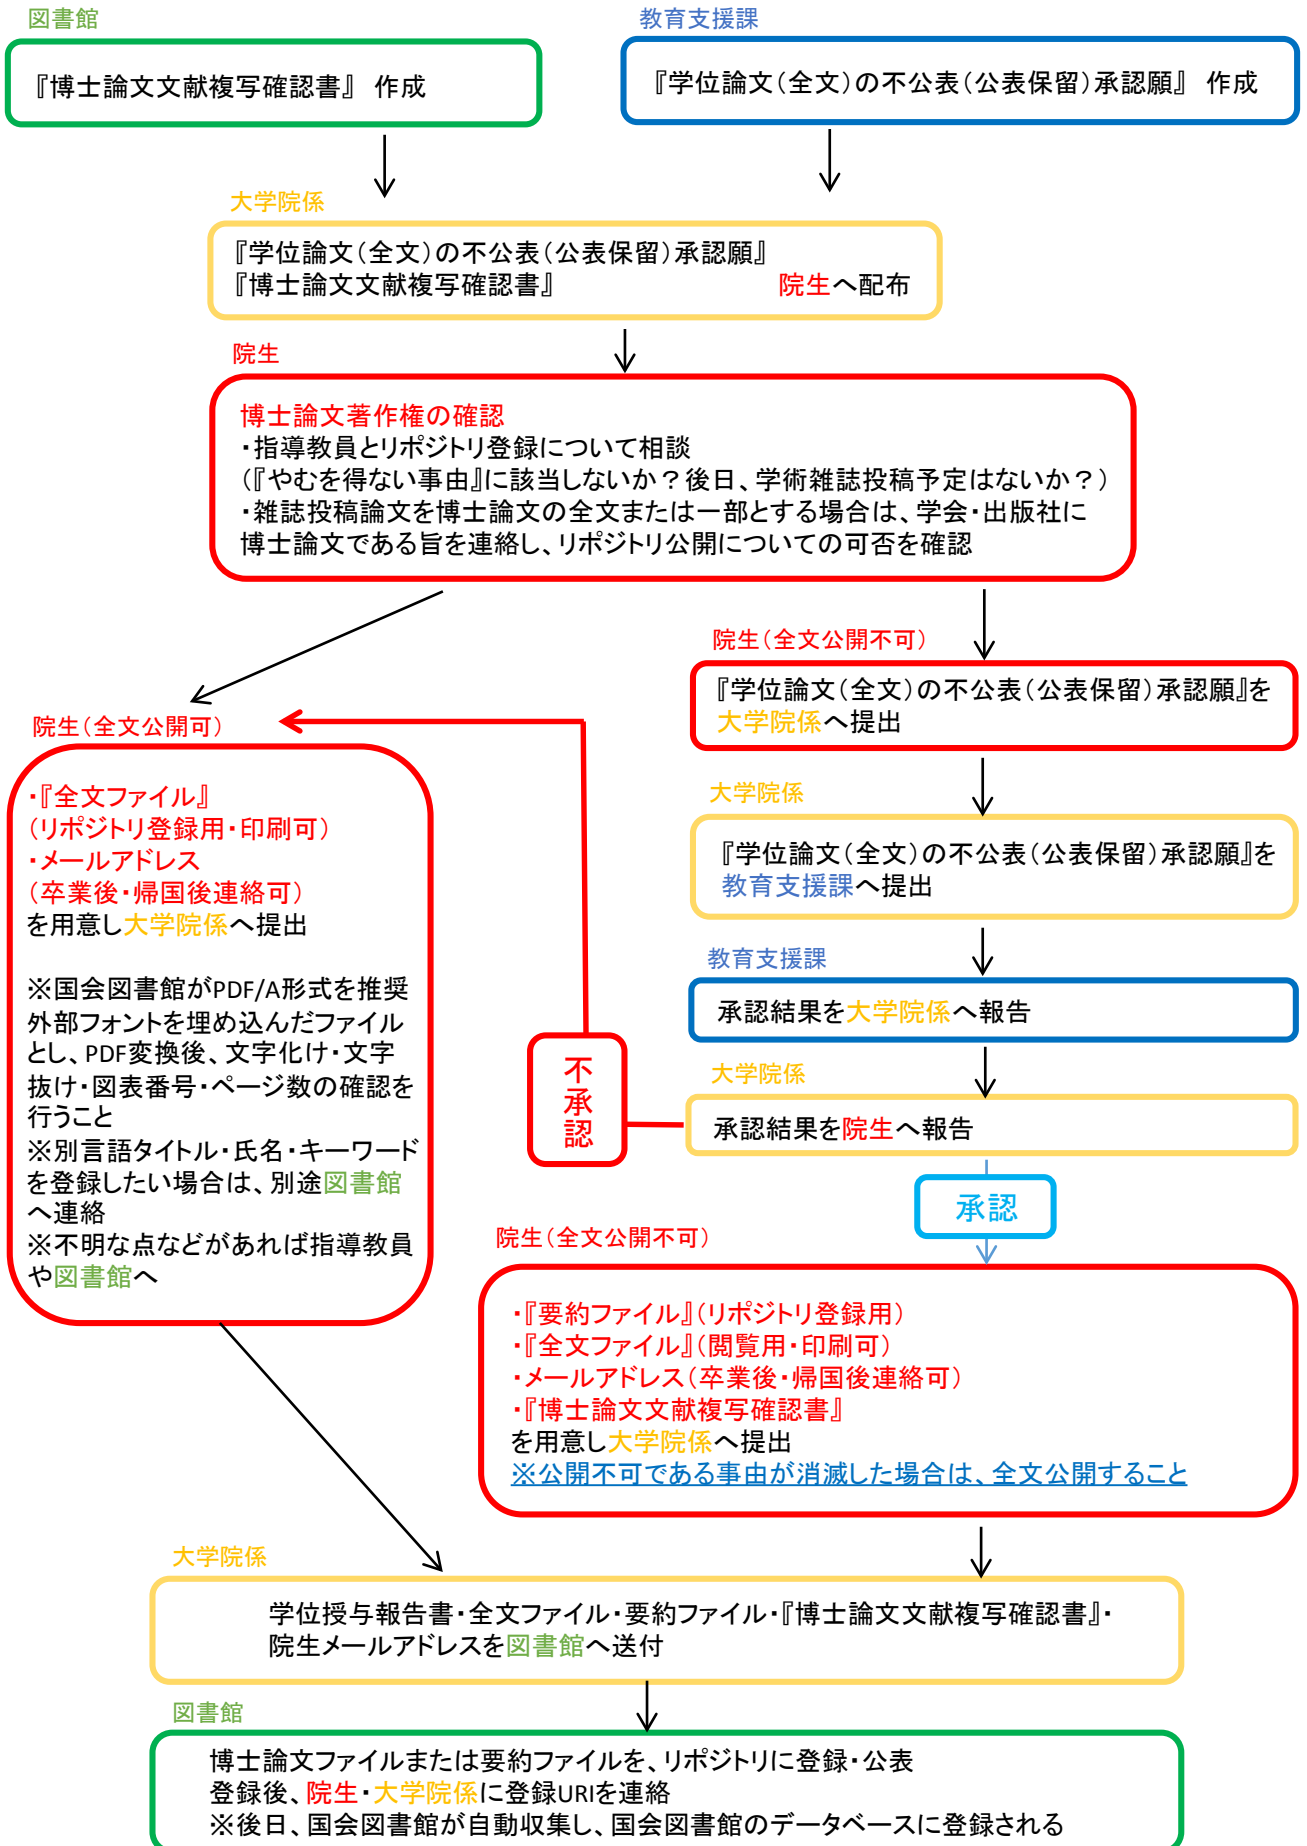 図書館
『博士論文文献複写確認書』 作成
教育支援課
『学位論文（全文）の不公表（公表保留）承認願』 作成
大学院係
『学位論文（全文）の不公表（公表保留）承認願』
『博士論文文献複写確認書』 院生へ配布
院生
博士論文著作権の確認
・指導教員とリポジトリ登録について相談
（『やむを得ない事由』に該当しないか？後日、学術雑誌投稿予定はないか？）
・雑誌投稿論文を博士論文の全文または一部とする場合は、学会・出版社に
博士論文である旨を連絡し、リポジトリ公開についての可否を確認
院生（全文公開不可）
『学位論文（全文）の不公表（公表保留）承認願』を
大学院係へ提出
大学院係
『学位論文（全文）の不公表（公表保留）承認願』を
教育支援課へ提出
教育支援課
承認結果を大学院係へ報告
大学院係
承認結果を院生へ報告
不承認
承認
院生（全文公開可）
・『全文ファイル』
（リポジトリ登録用・印刷可）
・メールアドレス
（卒業後・帰国後連絡可）
を用意し大学院係へ提出
※国会図書館がPDF/A形式を推奨
外部フォントを埋め込んだファイル
とし、PDF変換後、文字化け・文字
抜け・図表番号・ページ数の確認を
行うこと
※別言語タイトル・氏名・キーワード
を登録したい場合は、別途図書館
へ連絡
※不明な点などがあれば指導教員
や図書館へ
院生（全文公開不可）
・『要約ファイル』（リポジトリ登録用）
・『全文ファイル』（閲覧用・印刷可）
・メールアドレス（卒業後・帰国後連絡可）
・『博士論文文献複写確認書』
を用意し大学院係へ提出
※公開不可である事由が消滅した場合は、全文公開すること
大学院係
学位授与報告書・全文ファイル・要約ファイル・『博士論文文献複写確認書』・
院生メールアドレスを図書館へ送付
図書館
博士論文ファイルまたは要約ファイルを、リポジトリに登録・公表
登録後、院生・大学院係に登録URIを連絡
※後日、国会図書館が自動収集し、国会図書館のデータベースに登録される